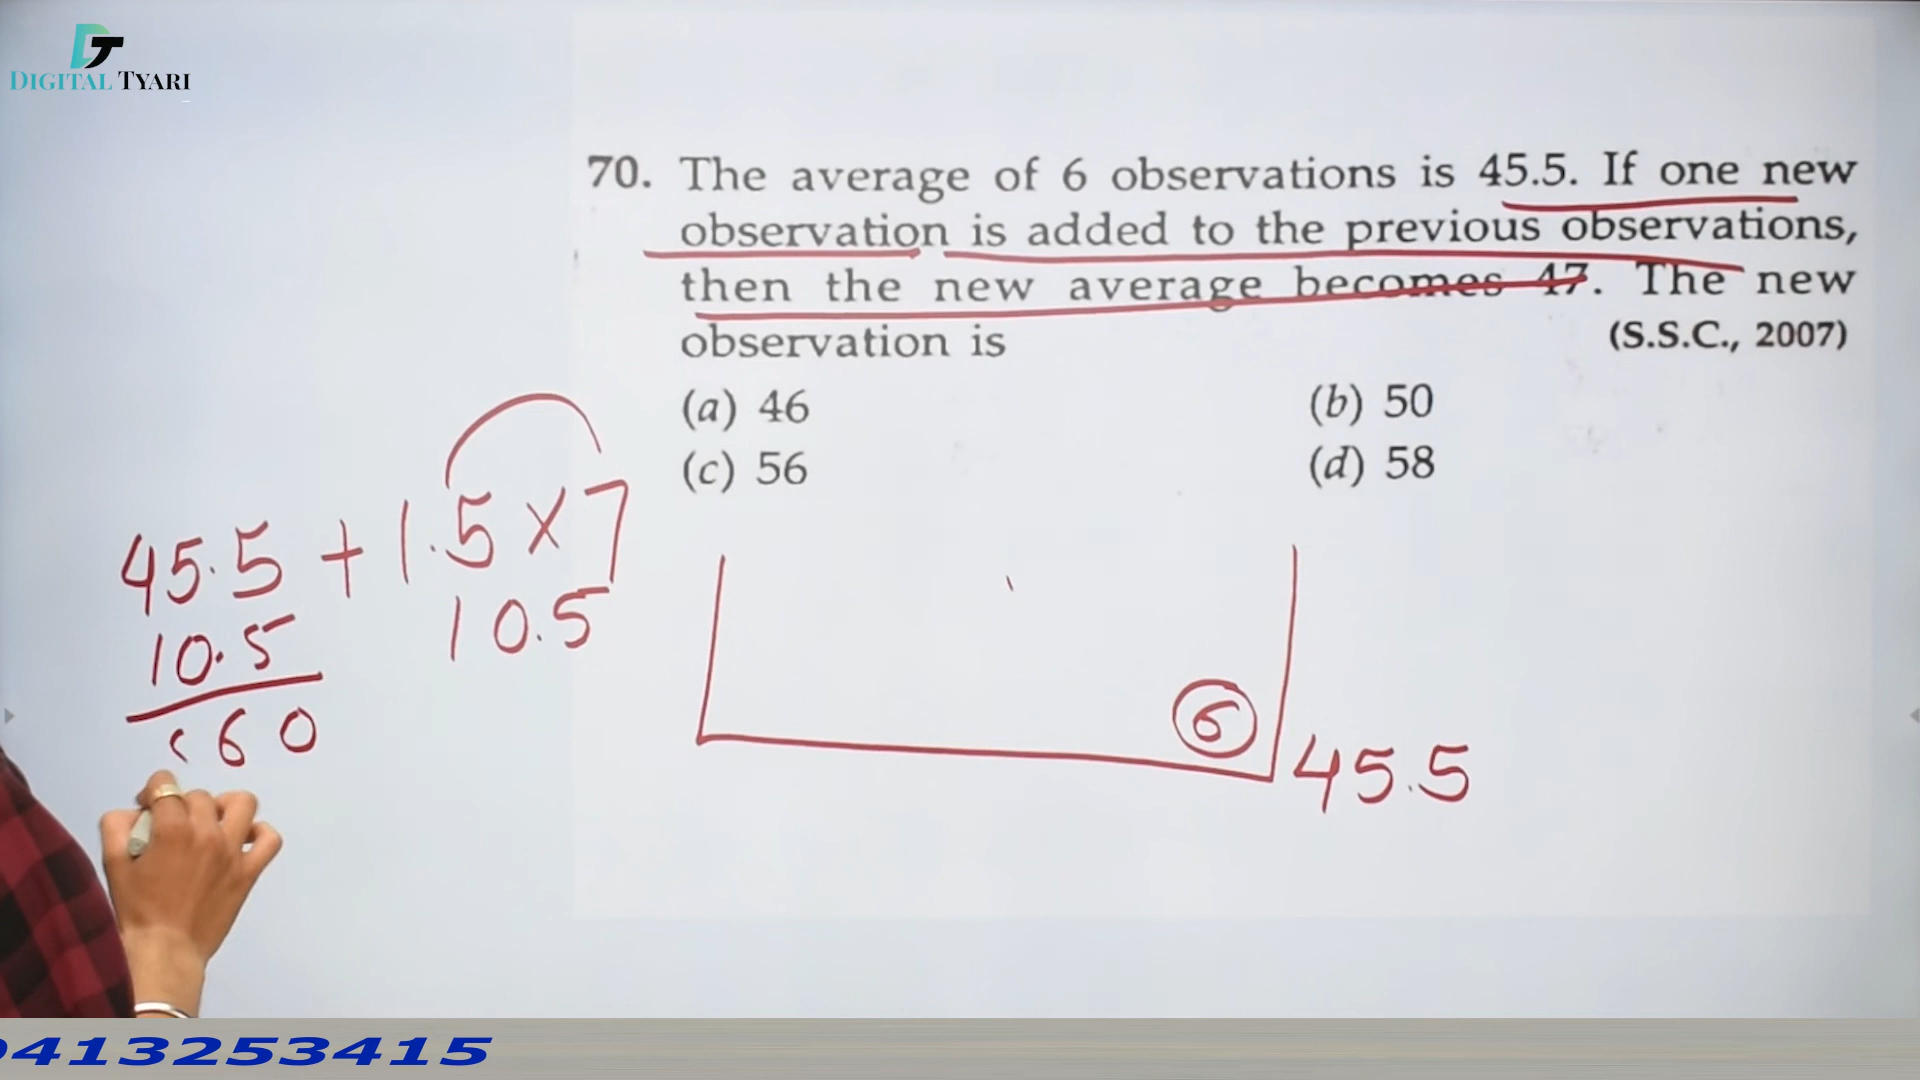 DT
DIGITAL TYARI
70. The average of 6 observations is 45.5. If one new
observation is added to the previous observations,
then the new average becomes 47. The new
observation is
(S.S.C., 2007)
(a) 46
(b) 50
(c) 56
(d) 58
45.5 + 1.5 × 7
10.5
10.5
60
6
45.5
413253415